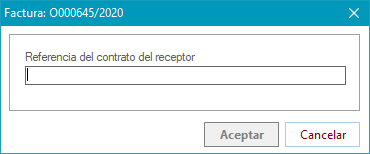 Factura: O000645/2020
Referencia del contrato del receptor
Aceptar
Cancelar